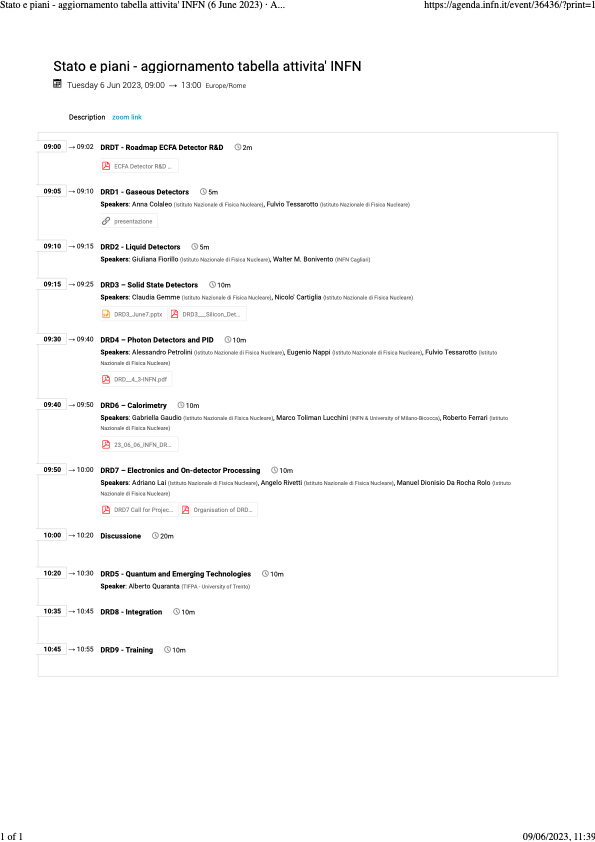 Stato e piani - aggiornamento tabella attivita' INFN (6 June 2023) · A...
https://agenda.infn.it/event/36436/?print=1
Stato e piani - aggiornamento tabella attivita' INFN
Tuesday 6 Jun 2023, 09:00 → 13:00 Europe/Rome
Description zoom link
09:00 → 09:02 DRDT - Roadmap ECFA Detector R&D 2m
ECFA Detector R&D ...
09:05 → 09:10 DRD1 - Gaseous Detectors 5m
Speakers: Anna Colaleo (Istituto Nazionale di Fisica Nucleare), Fulvio Tessarotto (Istituto Nazionale di Fisica Nucleare)
presentazione
09:10 → 09:15 DRD2 - Liquid Detectors 5m
Speakers: Giuliana Fiorillo (Istituto Nazionale di Fisica Nucleare), Walter M. Bonivento (INFN Cagliari)
09:15 → 09:25 DRD3 – Solid State Detectors 10m
Speakers: Claudia Gemme (Istituto Nazionale di Fisica Nucleare), Nicolo' Cartiglia (Istituto Nazionale di Fisica Nucleare)
DRD3_June7.pptx DRD3___Silicon_Det...
09:30 → 09:40 DRD4 – Photon Detectors and PID 10m
Speakers: Alessandro Petrolini (Istituto Nazionale di Fisica Nucleare), Eugenio Nappi (Istituto Nazionale di Fisica Nucleare), Fulvio Tessarotto (Istituto
Nazionale di Fisica Nucleare)
DRD__4_3-INFN.pdf
09:40 → 09:50 DRD6 – Calorimetry 10m
Speakers: Gabriella Gaudio (Istituto Nazionale di Fisica Nucleare), Marco Toliman Lucchini (INFN & University of Milano-Bicocca), Roberto Ferrari (Istituto
Nazionale di Fisica Nucleare)
23_06_06_INFN_DR...
09:50 → 10:00 DRD7 – Electronics and On-detector Processing 10m
Speakers: Adriano Lai (Istituto Nazionale di Fisica Nucleare), Angelo Rivetti (Istituto Nazionale di Fisica Nucleare), Manuel Dionisio Da Rocha Rolo (Istituto
Nazionale di Fisica Nucleare)
DRD7 Call for Projec... Organisation of DRD...
10:00 → 10:20 Discussione 20m
10:20 → 10:30 DRD5 - Quantum and Emerging Technologies 10m
Speaker: Alberto Quaranta (TIFPA - University of Trento)
10:35 → 10:45 DRD8 - Integration 10m
10:45 → 10:55 DRD9 - Training 10m
1 of 1
09/06/2023, 11:39